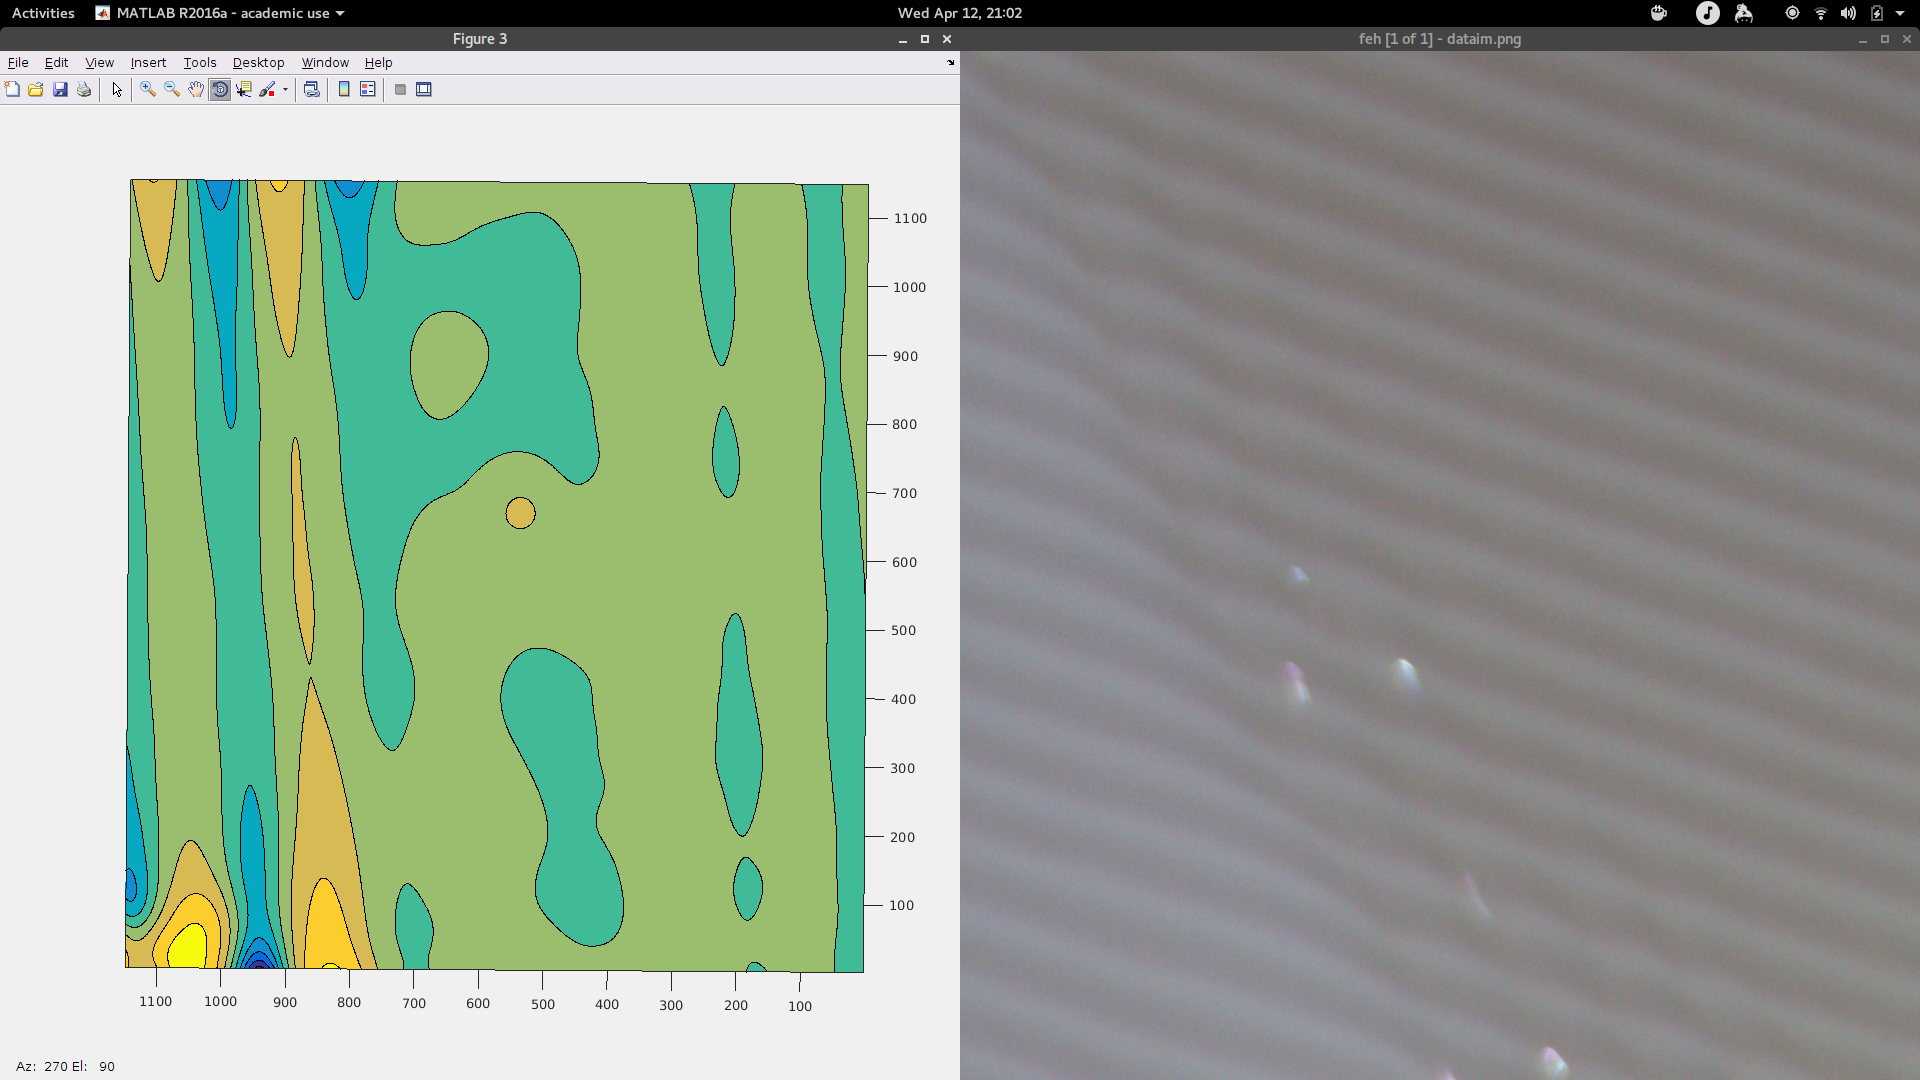 Activities MATLAB R2016a - academic use Wed Apr 12, 21:02
Figure 3
feh [1 of 1] - dataim.png
File Edit View Insert Tools Desktop Window Help
1100
1000
900
800
700
600
500
400
300
200
100
1100 1000 900 800 700 600 500 400 300 200 100
Az: 270 El: 90